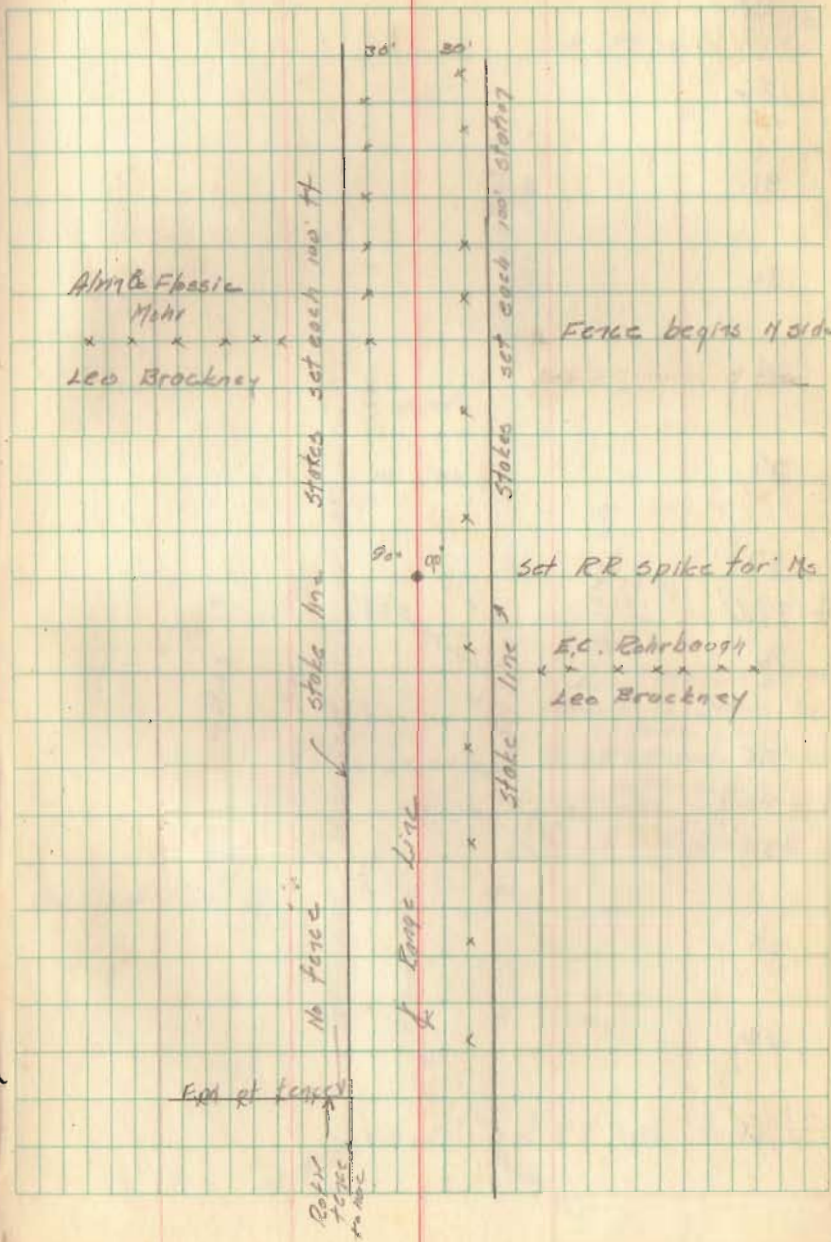 30' 30'
Stakes set each 100' ft
Stakes set each 100' station
Flossie
Mohr
Leo Brockney
Fence begins N side
90° 90°
Set RR spike for
Stake line
Stake line
E.C. Rohrbaugh
Leo Brockney
Range Line
No fence
End of fence
fence